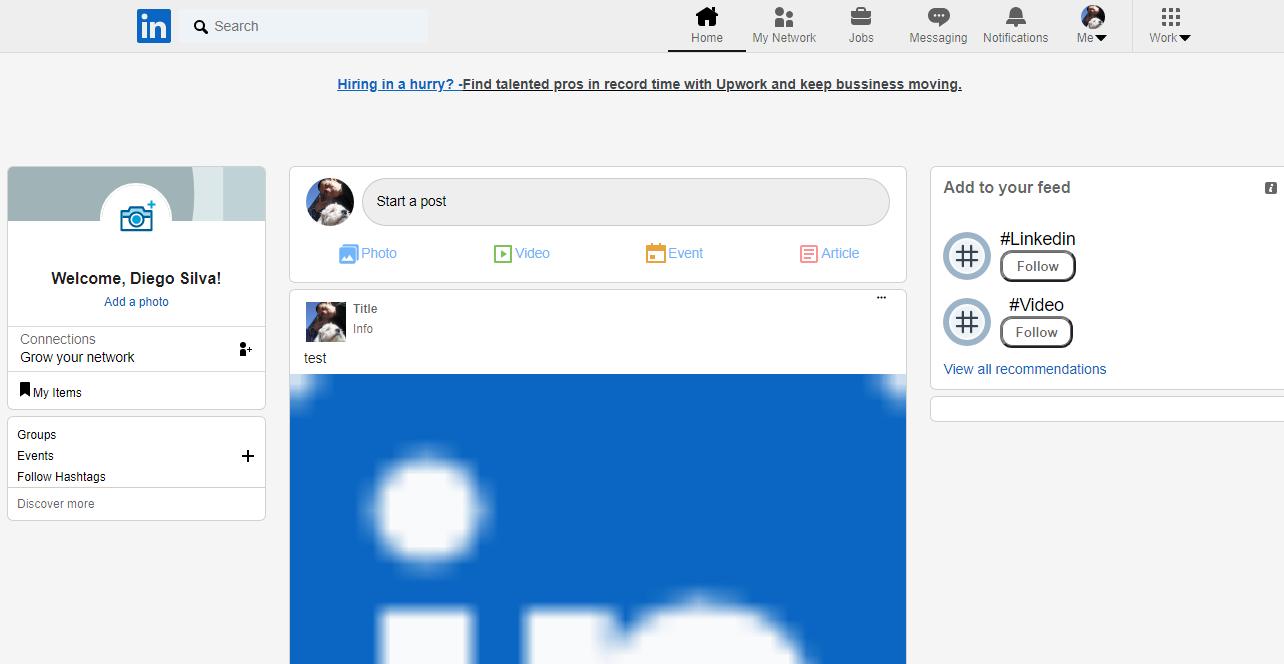 in Search
Home My Network Jobs Messaging Notifications Me Work
Hiring in a hurry? -Find talented pros in record time with Upwork and keep bussiness moving.
Welcome, Diego Silva!
Add a photo
Connections
Grow your network
My Items
Groups
Events
Follow Hashtags
Discover more
Start a post
Photo Video Event Article
Title
Info
test
in
Add to your feed i
#Linkedin
Follow
#Video
Follow
View all recommendations